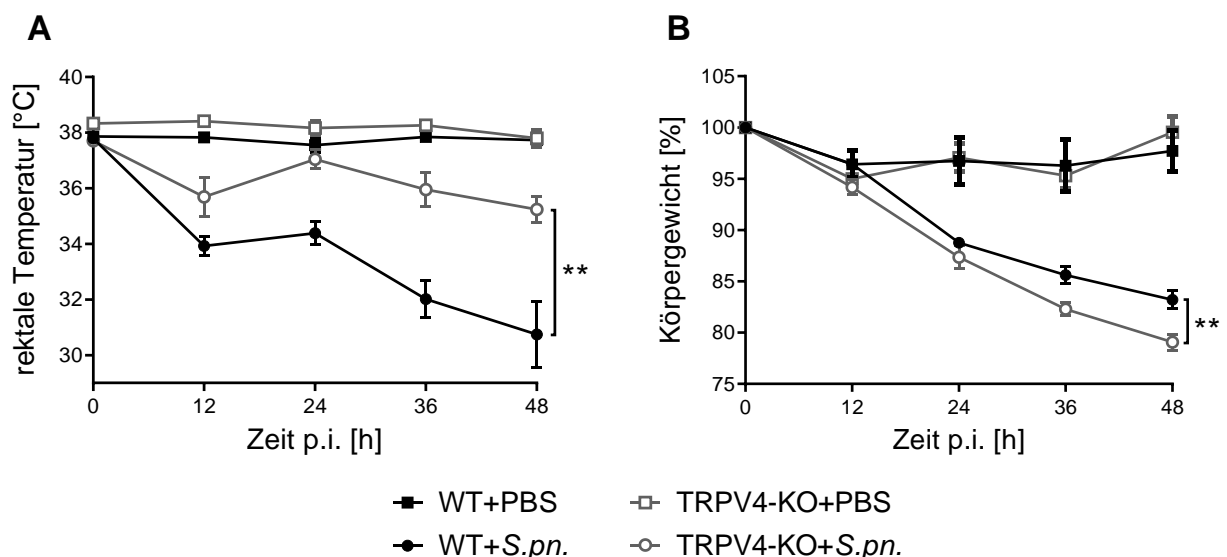 A
rektale Temperatur [°C]
40
38
36
34
32
30
0
12
24
36
48
Zeit p.i. [h]
**
B
Körpergewicht [%]
105
100
95
90
85
80
75
0
12
24
36
48
Zeit p.i. [h]
**
WT+PBS
TRPV4-KO+PBS
WT+S.pn.
TRPV4-KO+S.pn.